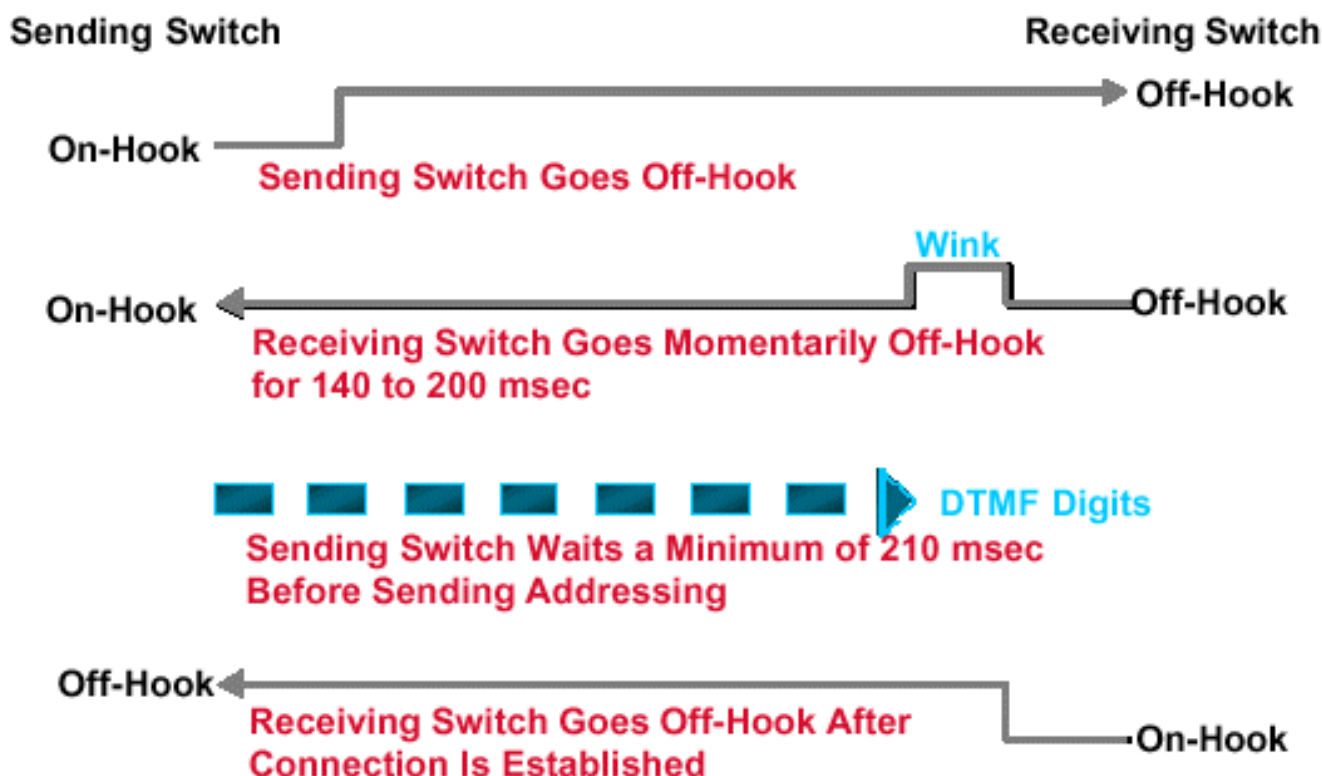 Sending Switch
Receiving Switch
Off-Hook
On-Hook
Sending Switch Goes Off-Hook
Wink
On-Hook
Off-Hook
Receiving Switch Goes Momentarily Off-Hook
for 140 to 200 msec
DTMF Digits
Sending Switch Waits a Minimum of 210 msec
Before Sending Addressing
Off-Hook
Receiving Switch Goes Off-Hook After
Connection Is Established
On-Hook